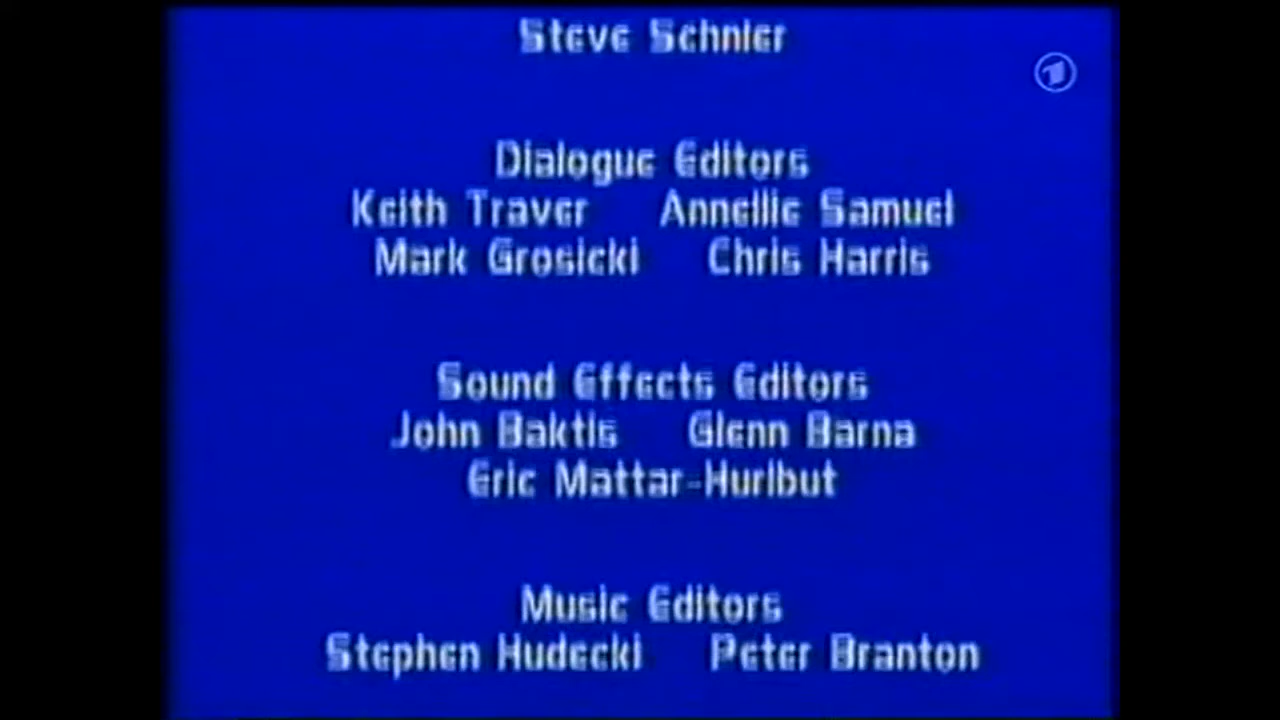 Steve Schnier
Dialogue Editors
Keith Traver Annellie Samuel
Mark Grosicki Chris Harris
Sound Effects Editors
John Baktis Glenn Barna
Eric Mattar-Hurlbut
Music Editors
Stephen Hudecki Peter Branton